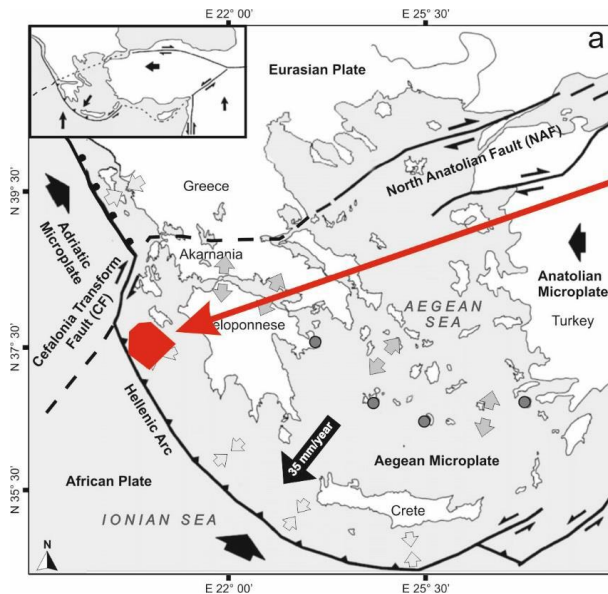 E 22° 00'
E 25° 30'
a
Eurasian Plate
North Anatolian Fault (NAF)
N 39° 30'
Greece
Adriatic
Microplate
Akarnania
Anatolian
Microplate
Turkey
AEGEAN
SEA
Cefalonia Transform
Fault (CF)
eloponnese
N 37° 30'
Hellenic Arc
35 mm/year
Aegean Microplate
African Plate
N 35° 30'
Crete
IONIAN SEA
N
E 22° 00'
E 25° 30'